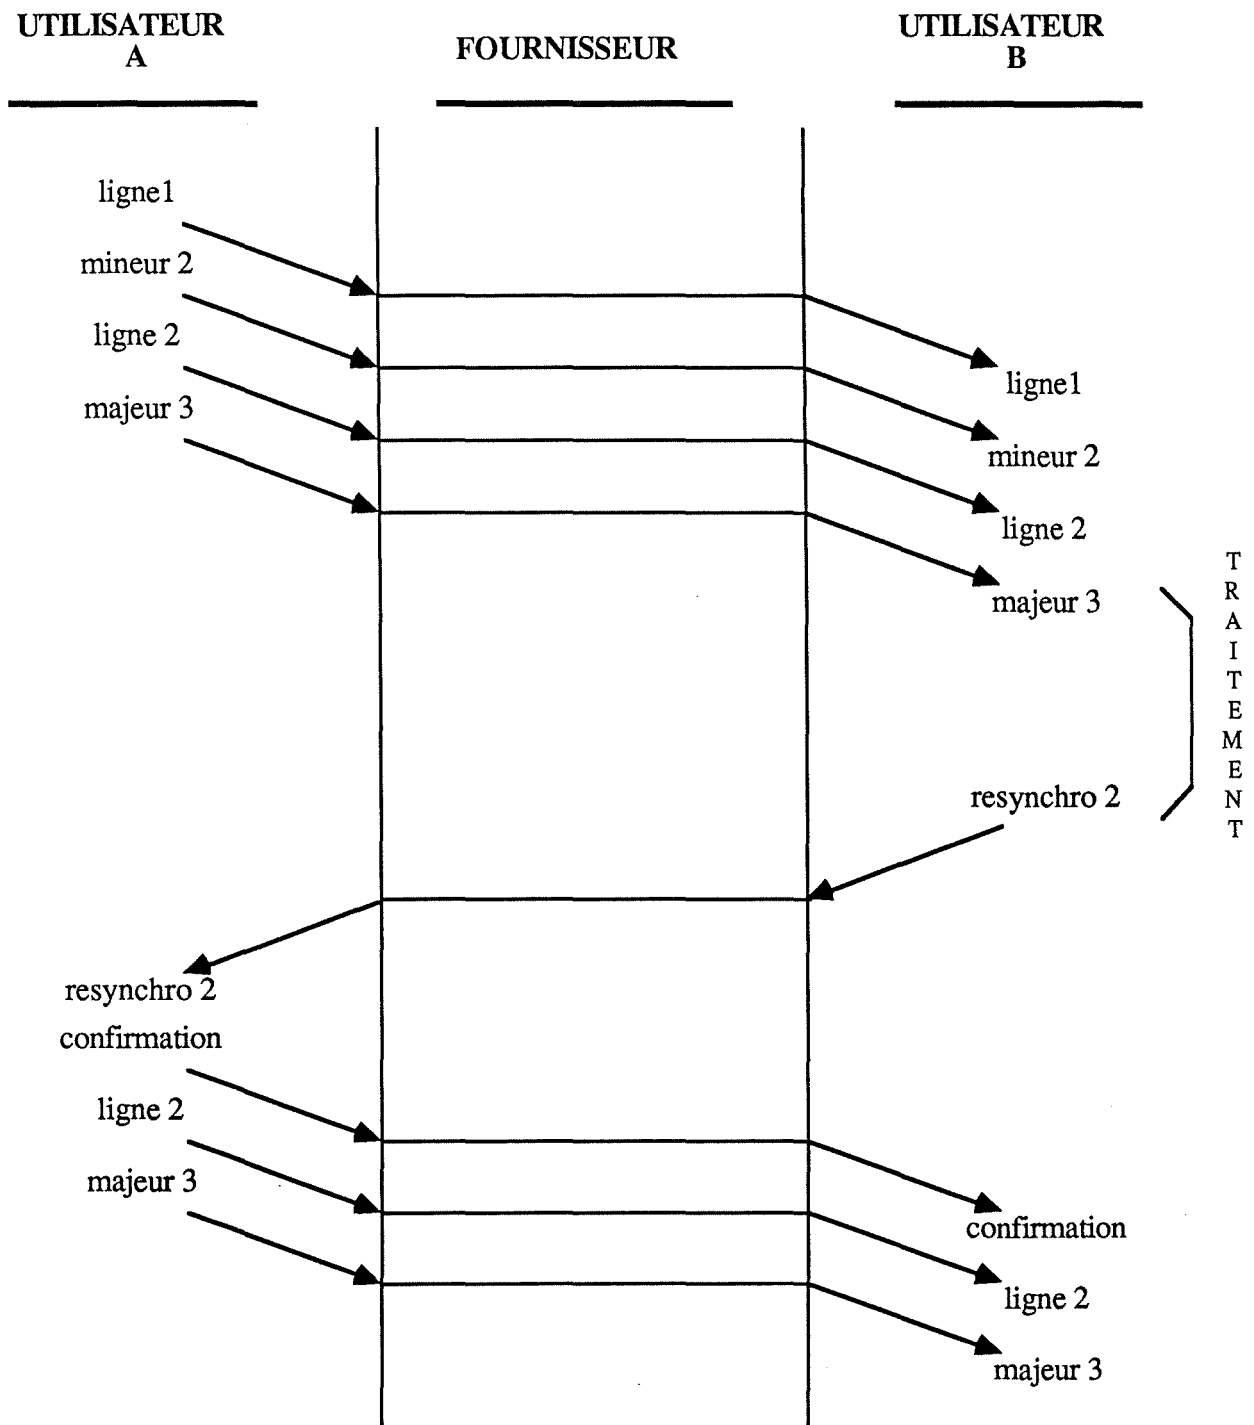 UTILISATEUR
A
FOURNISSEUR
UTILISATEUR
B
ligne1
mineur 2
ligne 2
majeur 3
ligne1
mineur 2
ligne 2
majeur 3
TRAITEMENT
resynchro 2
resynchro 2
confirmation
ligne 2
majeur 3
confirmation
ligne 2
majeur 3